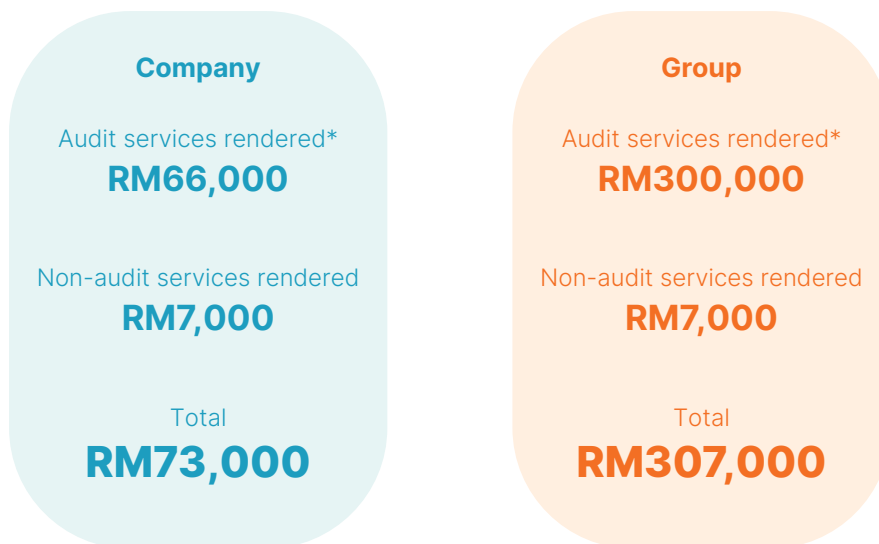 Company
Audit services rendered*
RM66,000
Non-audit services rendered
RM7,000
Total
RM73,000
Group
Audit services rendered*
RM300,000
Non-audit services rendered
RM7,000
Total
RM307,000